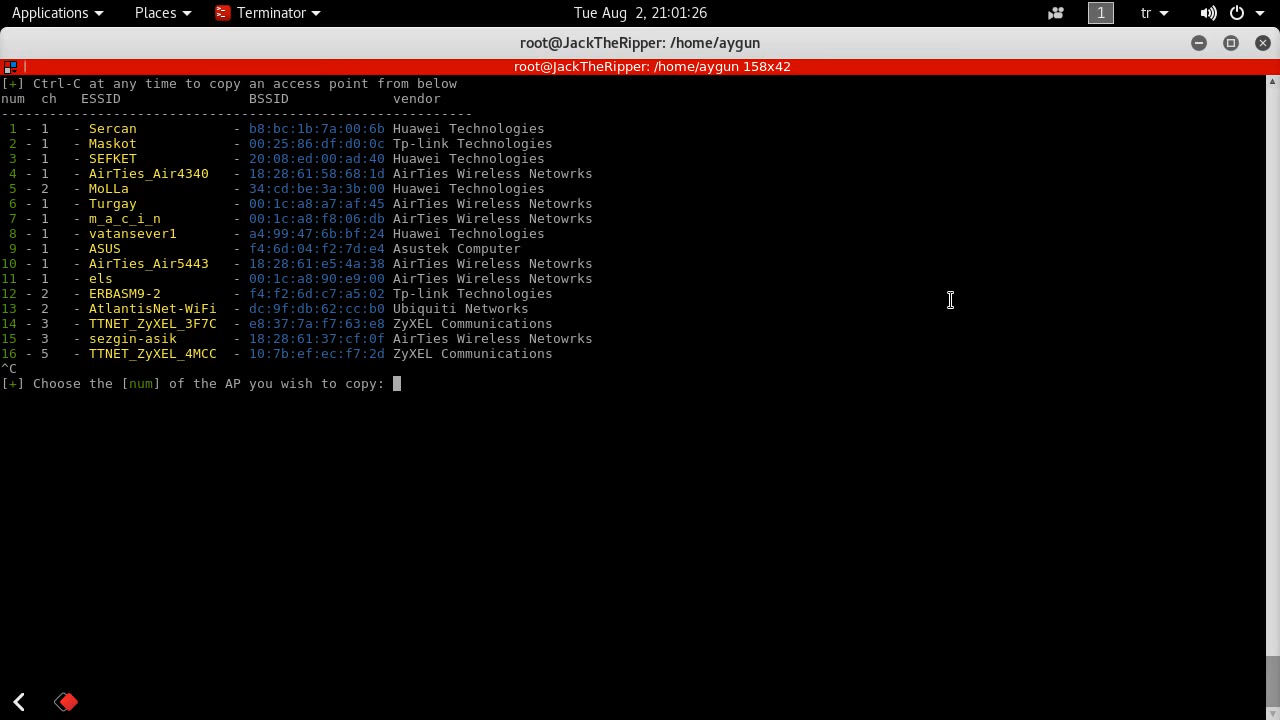 Applications Places Terminator Tue Aug 2, 21:01:26 1 tr
root@JackTheRipper: /home/aygun
root@JackTheRipper: /home/aygun 158x42
[+] Ctrl-C at any time to copy an access point from below
num ch ESSID BSSID vendor
-----------------------------------------------------------
1 - 1 - Sercan - b8:bc:1b:7a:00:6b Huawei Technologies
2 - 1 - Maskot - 00:25:86:df:d0:0c Tp-link Technologies
3 - 1 - SEFKET - 20:08:ed:00:ad:40 Huawei Technologies
4 - 1 - AirTies_Air4340 - 18:28:61:58:68:1d AirTies Wireless Netowrks
5 - 2 - MoLLa - 34:cd:be:3a:3b:00 Huawei Technologies
6 - 1 - Turgay - 00:1c:a8:a7:af:45 AirTies Wireless Netowrks
7 - 1 - m_a_c_i_n - 00:1c:a8:f8:06:db AirTies Wireless Netowrks
8 - 1 - vatansever1 - a4:99:47:6b:bf:24 Huawei Technologies
9 - 1 - ASUS - f4:6d:04:f2:7d:e4 Asustek Computer
10 - 1 - AirTies_Air5443 - 18:28:61:e5:4a:38 AirTies Wireless Netowrks
11 - 1 - els - 00:1c:a8:90:e9:00 AirTies Wireless Netowrks
12 - 2 - ERBASM9-2 - f4:f2:6d:c7:a5:02 Tp-link Technologies
13 - 2 - AtlantisNet-WiFi - dc:9f:db:62:cc:b0 Ubiquiti Networks
14 - 3 - TTNET_ZyXEL_3F7C - e8:37:7a:f7:63:e8 ZyXEL Communications
15 - 3 - sezgin-asik - 18:28:61:37:cf:0f AirTies Wireless Netowrks
16 - 5 - TTNET_ZyXEL_4MCC - 10:7b:ef:ec:f7:2d ZyXEL Communications
^C
[+] Choose the [num] of the AP you wish to copy: